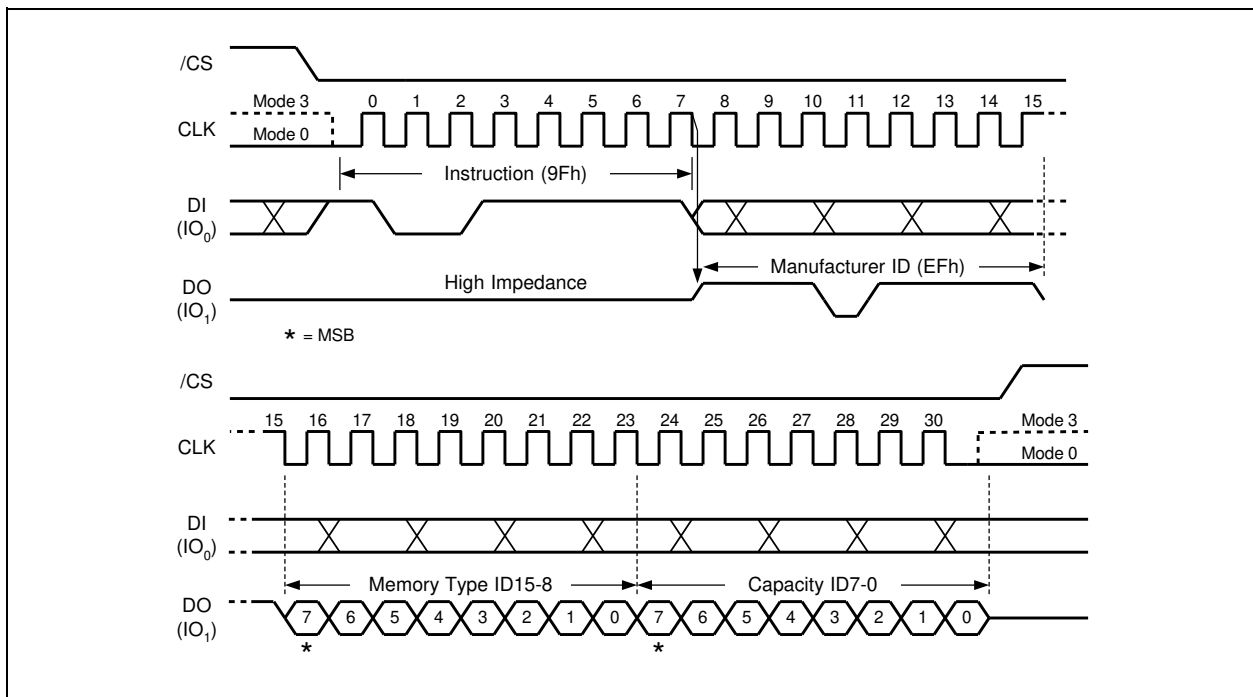 /CS
Mode 3 0 1 2 3 4 5 6 7 8 9 10 11 12 13 14 15
CLK
Mode 0
Instruction (9Fh)
DI
(IO0)
Manufacturer ID (EFh)
High Impedance
DO
(IO1)
* = MSB
/CS
15 16 17 18 19 20 21 22 23 24 25 26 27 28 29 30
Mode 3
CLK
Mode 0
DI
(IO0)
Memory Type ID15-8 Capacity ID7-0
DO
(IO1)
7 6 5 4 3 2 1 0 7 6 5 4 3 2 1 0
* *